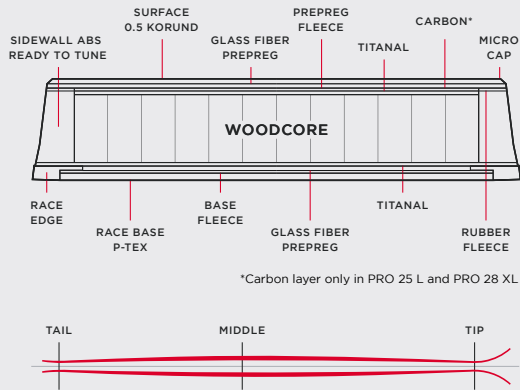 SURFACE
0.5 KORUND
PREPREG
FLEECE
CARBON*
SIDEWALL ABS
READY TO TUNE
GLASS FIBER
PREPREG
TITANAL
MICRO
CAP
WOODCORE
RACE
EDGE
RACE BASE
P-TEX
BASE
FLEECE
GLASS FIBER
PREPREG
TITANAL
RUBBER
FLEECE
*Carbon layer only in PRO 25 L and PRO 28 XL
TAIL
MIDDLE
TIP